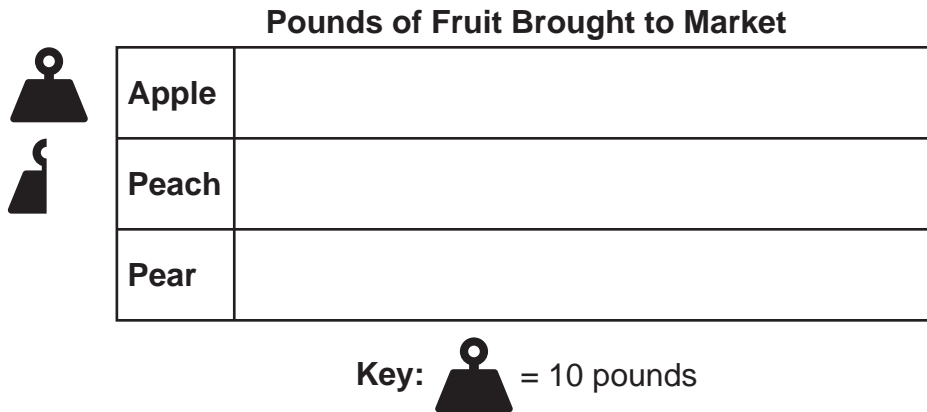 Pounds of Fruit Brought to Market
Apple
Peach
Pear
Key: = 10 pounds